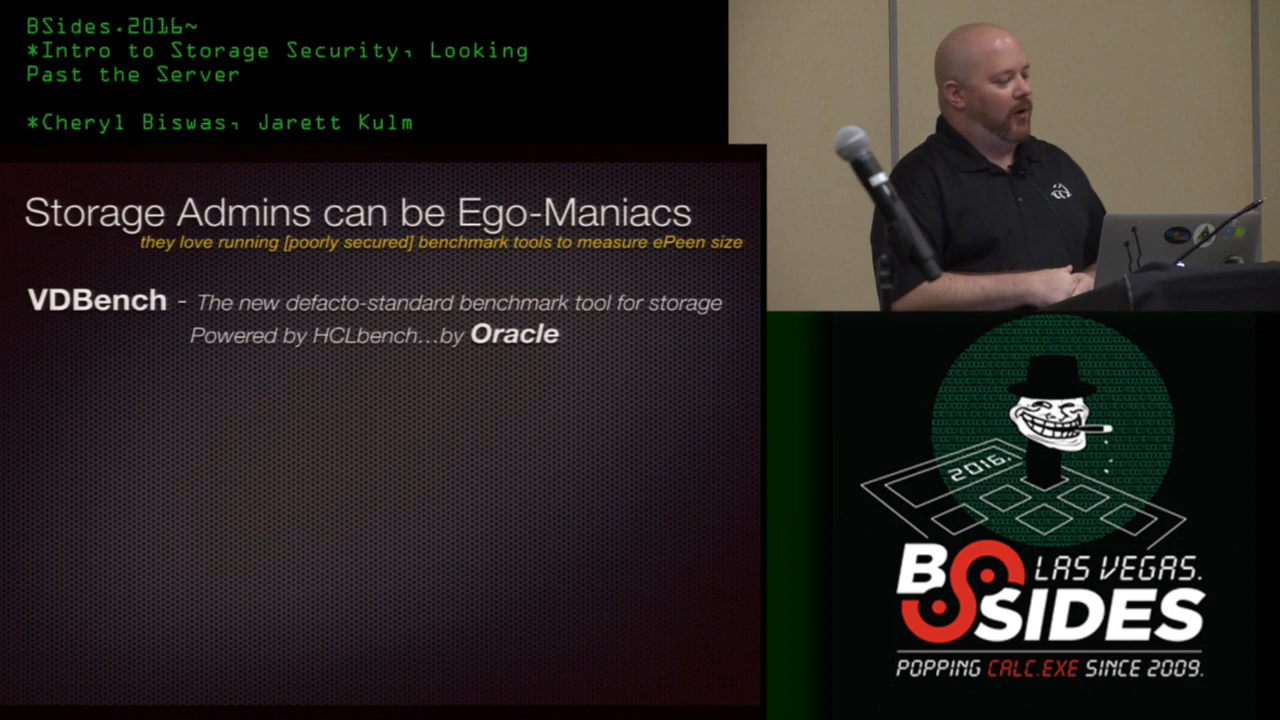 BSides.2016~
*Intro to Storage Security, Looking
Past the Server
*Cheryl Biswas, Jarett Kulm
Storage Admins can be Ego-Maniacs
they love running [poorly secured] benchmark tools to measure ePeen size
VDBench - The new defacto-standard benchmark tool for storage
Powered by HCLbench...by Oracle
2016.
BSIDES
LAS VEGAS.
POPPING CALC.EXE SINCE 2009.